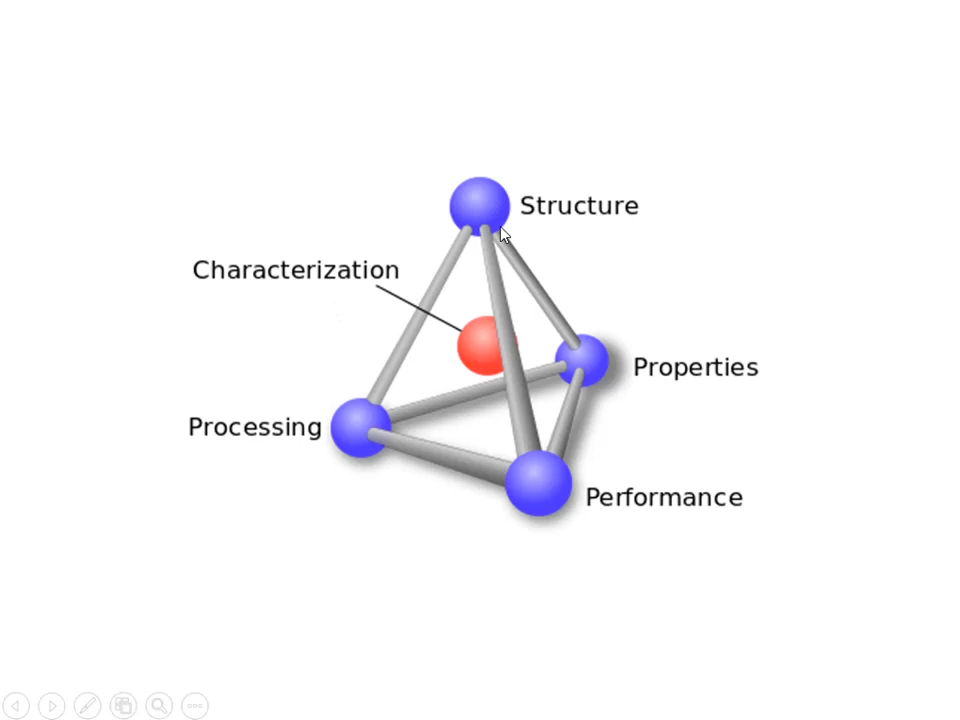 Structure
Characterization
Properties
Processing
Performance